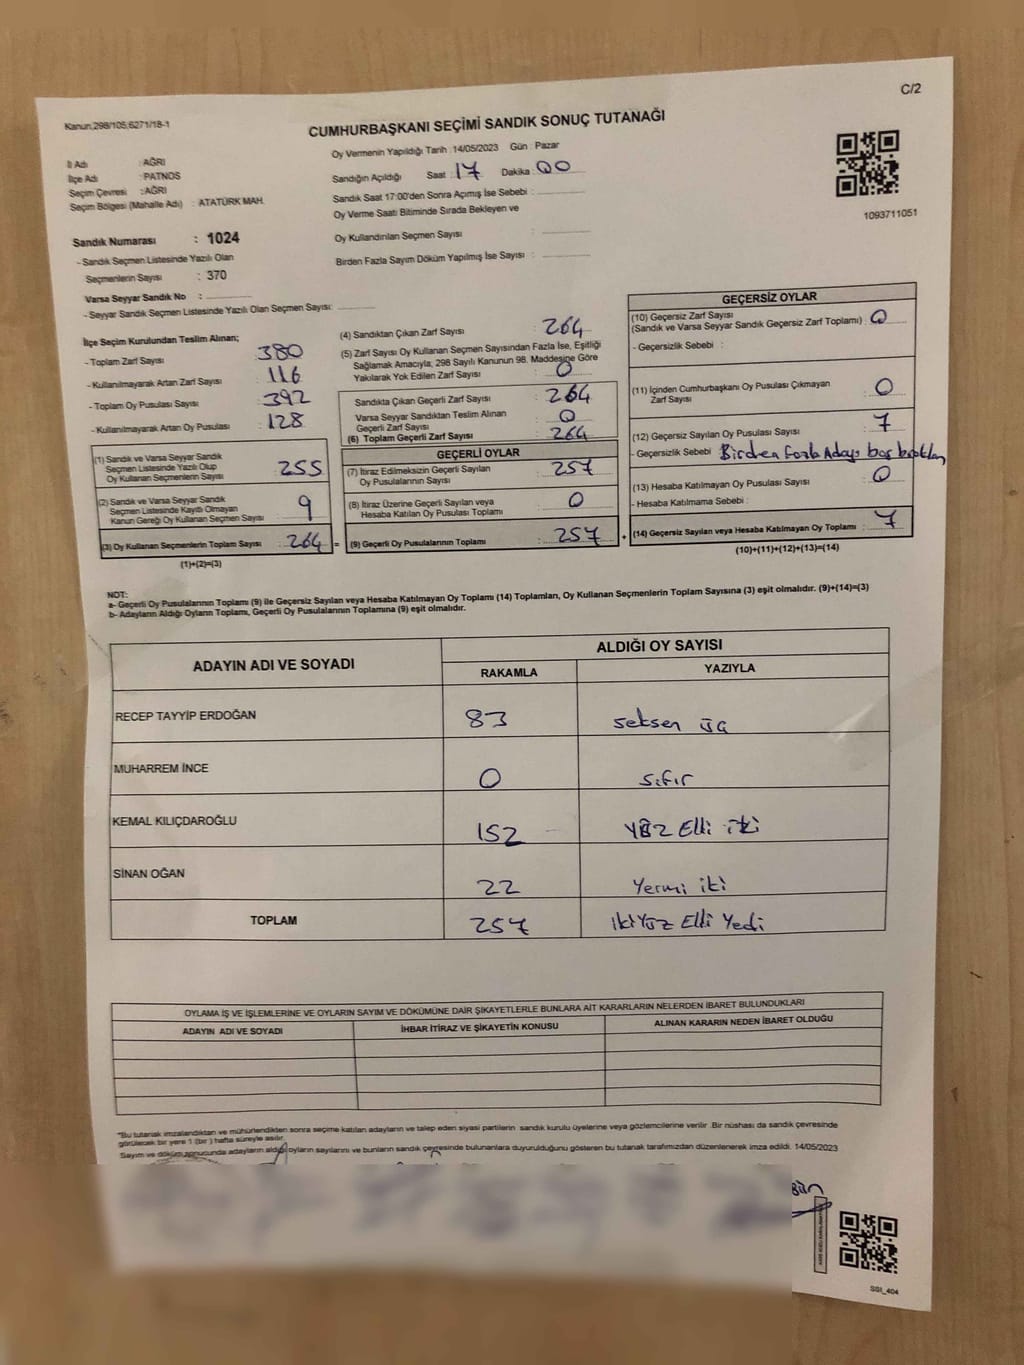 C/2
Kanun,298/105;6271/18-1
CUMHURBAŞKANI SEÇİMİ SANDIK SONUÇ TUTANAĞI
İl Adı : AĞRI
İlçe Adı : PATNOS
Seçim Çevresi : AĞRI
Seçim Bölgesi (Mahalle Adı) : ATATÜRK MAH.
Oy Vermenin Yapıldığı Tarih : 14/05/2023 Gün : Pazar
Sandığın Açıldığı Saat : 17 Dakika : 00
Sandık Saat 17:00'den Sonra Açımış İse Sebebi :
Oy Verme Saati Bitiminde Sırada Bekleyen ve
Oy Kullandırılan Seçmen Sayısı :
Birden Fazla Sayım Döküm Yapılmış İse Sayısı :
1093711051
Sandık Numarası : 1024
- Sandık Seçmen Listesinde Yazılı Olan
Seçmenlerin Sayısı : 370
Varsa Seyyar Sandık No :
- Seyyar Sandık Seçmen Listesinde Yazılı Olan Seçmen Sayısı:
İlçe Seçim Kurulundan Teslim Alınan;
- Toplam Zarf Sayısı : 380
- Kullanılmayarak Artan Zarf Sayısı : 116
- Toplam Oy Pusulası Sayısı : 392
- Kullanılmayarak Artan Oy Pusulası : 128
(1) Sandık ve Varsa Seyyar Sandık
Seçmen Listesinde Yazılı Olup
Oy Kullanan Seçmenlerin Sayısı : 255
(2) Sandık ve Varsa Seyyar Sandık
Seçmen Listesinde Kayıtlı Olmayan
Kanun Gereği Oy Kullanan Seçmen Sayısı : 9
(3) Oy Kullanan Seçmenlerin Toplam Sayısı : 264 =
(1)+(2)=(3)
(4) Sandıktan Çıkan Zarf Sayısı : 264
(5) Zarf Sayısı Oy Kullanan Seçmen Sayısından Fazla İse, Eşitliği
Sağlamak Amacıyla, 298 Sayılı Kanunun 98. Maddesine Göre
Yakılarak Yok Edilen Zarf Sayısı : 0
Sandıkta Çıkan Geçerli Zarf Sayısı : 264
Varsa Seyyar Sandıktan Teslim Alınan
Geçerli Zarf Sayısı : 0
(6) Toplam Geçerli Zarf Sayısı : 264
GEÇERLİ OYLAR
(7) İtiraz Edilmeksizin Geçerli Sayılan
Oy Pusulalarının Sayısı : 257
(8) İtiraz Üzerine Geçerli Sayılan veya
Hesaba Katılan Oy Pusulası Toplamı : 0
(9) Geçerli Oy Pusulalarının Toplamı : 257 +
GEÇERSİZ OYLAR
(10) Geçersiz Zarf Sayısı
(Sandık ve Varsa Seyyar Sandık Geçersiz Zarf Toplamı) : 0
- Geçersizlik Sebebi :
(11) İçinden Cumhurbaşkanı Oy Pusulası Çıkmayan
Zarf Sayısı : 0
(12) Geçersiz Sayılan Oy Pusulası Sayısı : 7
- Geçersizlik Sebebi : Birdren Fazla Adaya boş
(13) Hesaba Katılmayan Oy Pusulası Sayısı : 0
- Hesaba Katılmama Sebebi :
(14) Geçersiz Sayılan veya Hesaba Katılmayan Oy Toplamı : 7
(10)+(11)+(12)+(13)=(14)
NOT:
a- Geçerli Oy Pusulalarının Toplamı (9) ile Geçersiz Sayılan veya Hesaba Katılmayan Oy Toplamı (14) Toplamları, Oy Kullanan Seçmenlerin Toplam Sayısına (3) eşit olmalıdır. (9)+(14)=(3)
b- Adayların Aldığı Oyların Toplamı, Geçerli Oy Pusulalarının Toplamına (9) eşit olmalıdır.
ADAYIN ADI VE SOYADI ALDIĞI OY SAYISI
RAKAMLA YAZIYLA
RECEP TAYYİP ERDOĞAN 83 seksen üç
MUHARREM İNCE 0 sıfır
KEMAL KILIÇDAROĞLU 152 YÜZ Elli iki
SİNAN OĞAN 22 Yermi iki
TOPLAM 257 İkiYüz Elli Yedi
OYLAMA İŞ VE İŞLEMLERİNE VE OYLARIN SAYIM VE DÖKÜMÜNE DAİR ŞİKAYETLERLE BUNLARA AİT KARARLARIN NELERDEN İBARET BULUNDUKLARI
ADAYIN ADI VE SOYADI İHBAR İTİRAZ VE ŞİKAYETİN KONUSU ALINAN KARARIN NEDEN İBARET OLDUĞU
"Bu tutanak imzalandıktan ve mühürlendikten sonra seçime katılan adayların ve talep eden siyasi partilerin sandık kurulu üyelerine veya gözlemcilerine verilir .Bir nüshası da sandık çevresinde
görülecek bir yere 1 (bir ) hafta süreyle asılır.
Sayım ve döküm sonucunda adayların aldığı oyların sayılarını ve bunların sandık çevresinde bulunanlara duyurulduğunu gösteren bu tutanak tarafımızdan düzenlenerek imza edildi. 14/05/2023
SSI_404